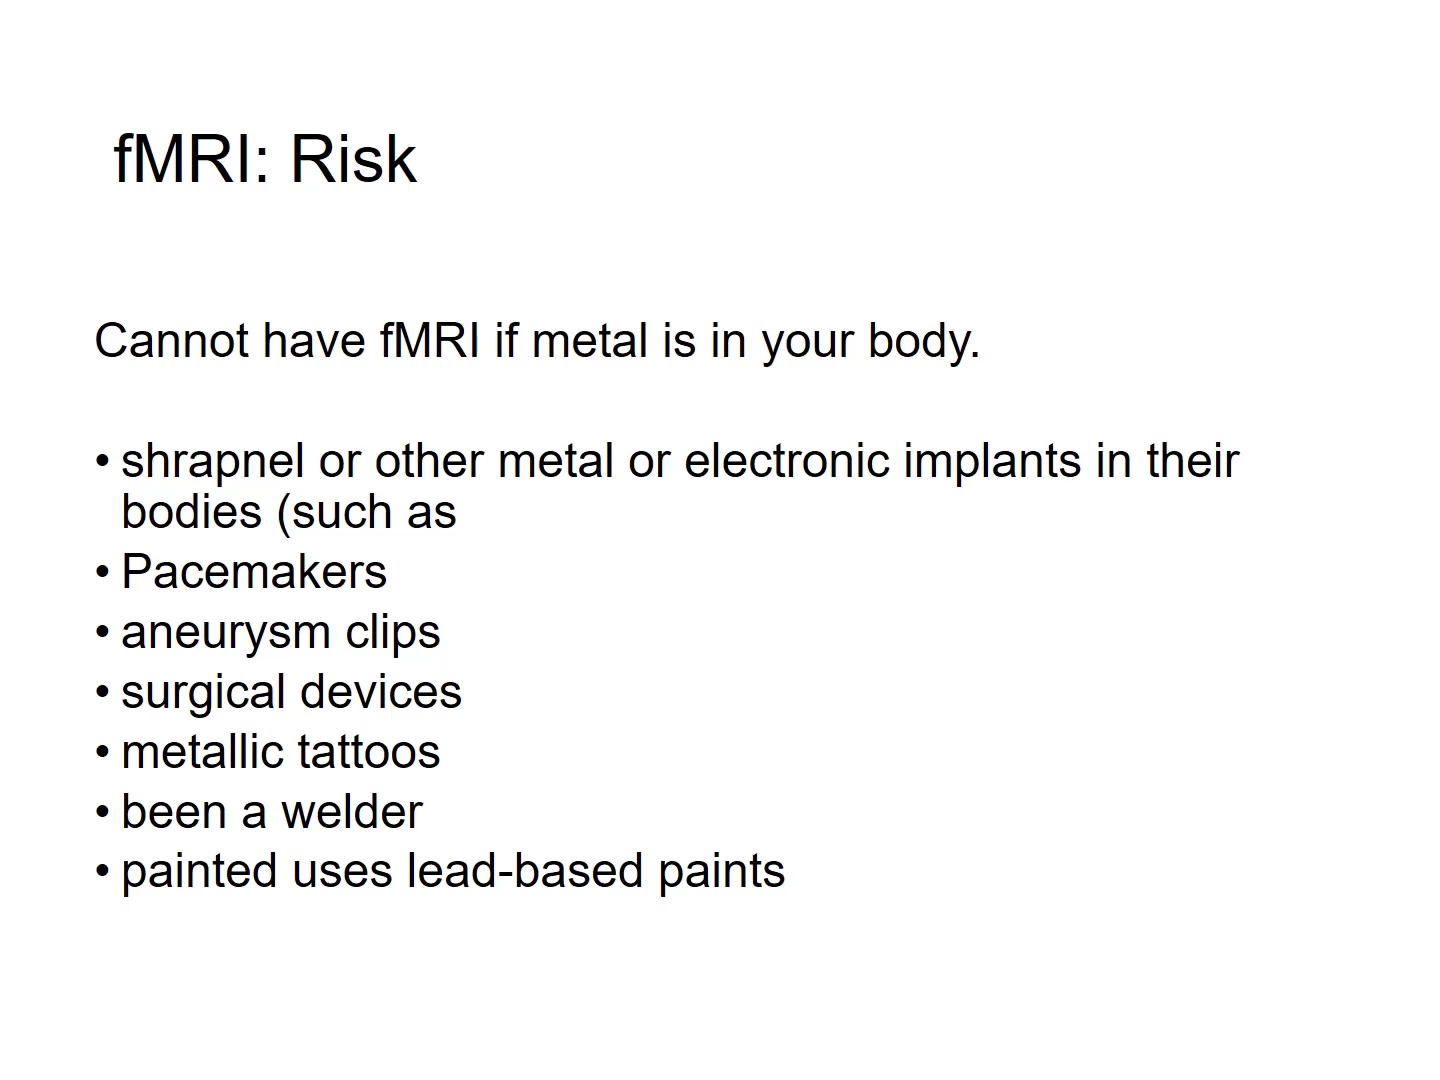 fMRI: Risk
Cannot have fMRI if metal is in your body.
• shrapnel or other metal or electronic implants in their
bodies (such as
• Pacemakers
• aneurysm clips
• surgical devices
• metallic tattoos
• been a welder
• painted uses lead-based paints